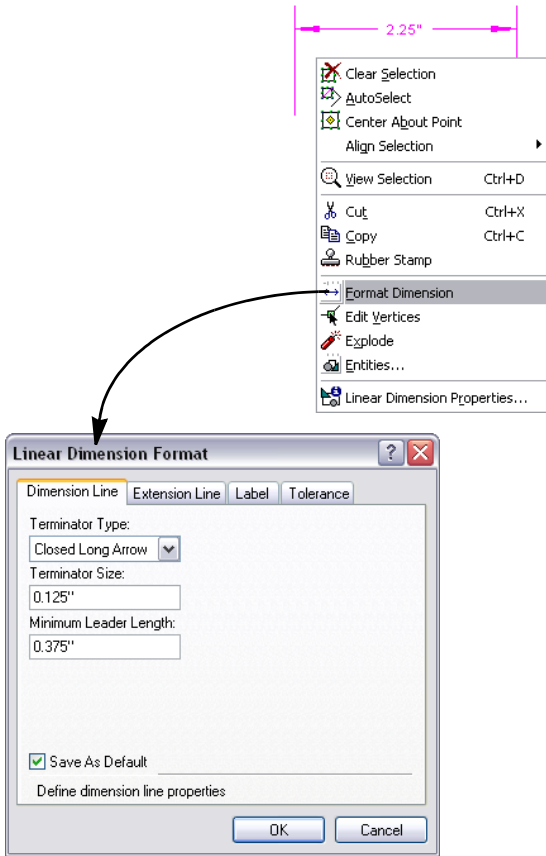 2.25"
Clear Selection
AutoSelect
Center About Point
Align Selection
View Selection Ctrl+D
Cut Ctrl+X
Copy Ctrl+C
Rubber Stamp
Format Dimension
Edit Vertices
Explode
Entities...
Linear Dimension Properties...
Linear Dimension Format ?
Dimension Line Extension Line Label Tolerance
Terminator Type:
Closed Long Arrow
Terminator Size:
0.125"
Minimum Leader Length:
0.375"
Save As Default
Define dimension line properties
OK Cancel